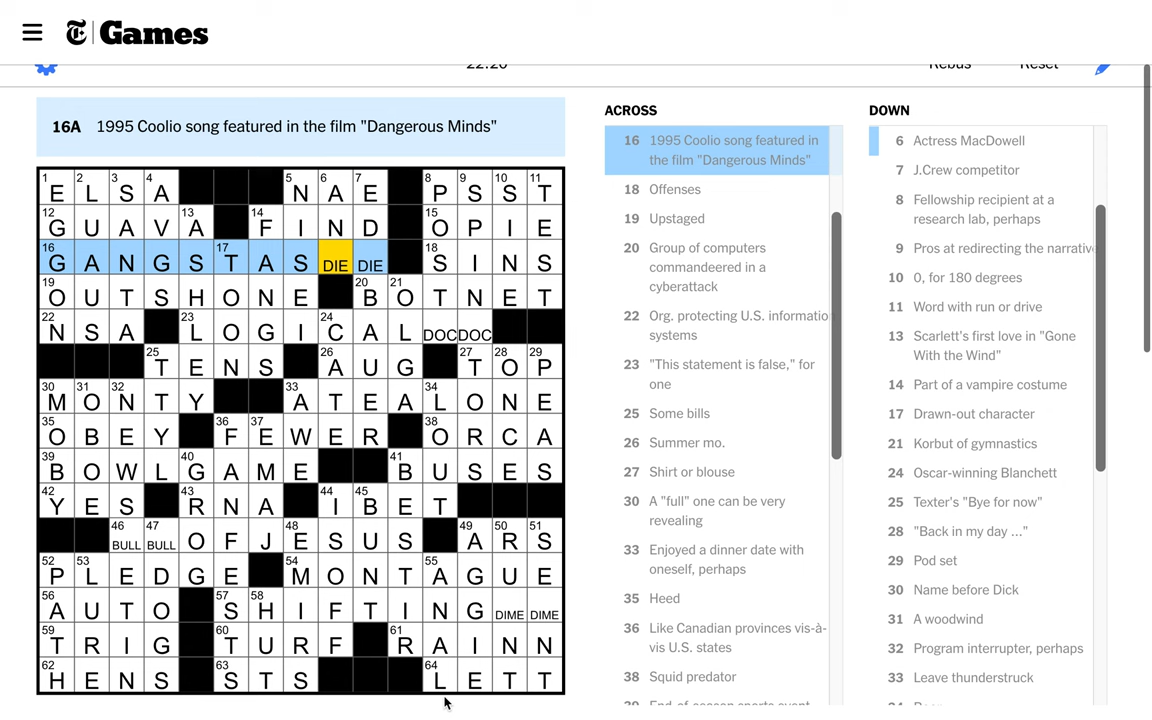 Games
Rebus Reset
16A 1995 Coolio song featured in the film "Dangerous Minds"
1 2 3 4 5 6 7 8 9 10 11
E L S A N A E P S S T
12 13 14 15
G U A V A F I N D O P I E
16 17 18
G A N G S T A S DIE DIE S I N S
19 20 21
O U T S H O N E B O T N E T
22 23 24
N S A L O G I C A L DOC DOC
25 26 27 28 29
T E N S A U G T O P
30 31 32 33 34
M O N T Y A T E A L O N E
35 36 37 38
O B E Y F E W E R O R C A
39 40 41
B O W L G A M E B U S E S
42 43 44 45
Y E S R N A I B E T
46 47 48 49 50 51
BULL BULL O F J E S U S A R S
52 53 54 55
P L E D G E M O N T A G U E
56 57 58
A U T O S H I F T I N G DIME DIME
59 60 61
T R I G T U R F R A I N N
62 63 64
H E N S S T S L E T T
ACROSS
16 1995 Coolio song featured in
the film "Dangerous Minds"
18 Offenses
19 Upstaged
20 Group of computers
commandeered in a
cyberattack
22 Org. protecting U.S. informatio
systems
23 "This statement is false," for
one
25 Some bills
26 Summer mo.
27 Shirt or blouse
30 A "full" one can be very
revealing
33 Enjoyed a dinner date with
oneself, perhaps
35 Heed
36 Like Canadian provinces vis-à-
vis U.S. states
38 Squid predator
39 End-of-season sports event
DOWN
6 Actress MacDowell
7 J.Crew competitor
8 Fellowship recipient at a
research lab, perhaps
9 Pros at redirecting the narrativ
10 0, for 180 degrees
11 Word with run or drive
13 Scarlett's first love in "Gone
With the Wind"
14 Part of a vampire costume
17 Drawn-out character
21 Korbut of gymnastics
24 Oscar-winning Blanchett
25 Texter's "Bye for now"
28 "Back in my day ..."
29 Pod set
30 Name before Dick
31 A woodwind
32 Program interrupter, perhaps
33 Leave thunderstruck